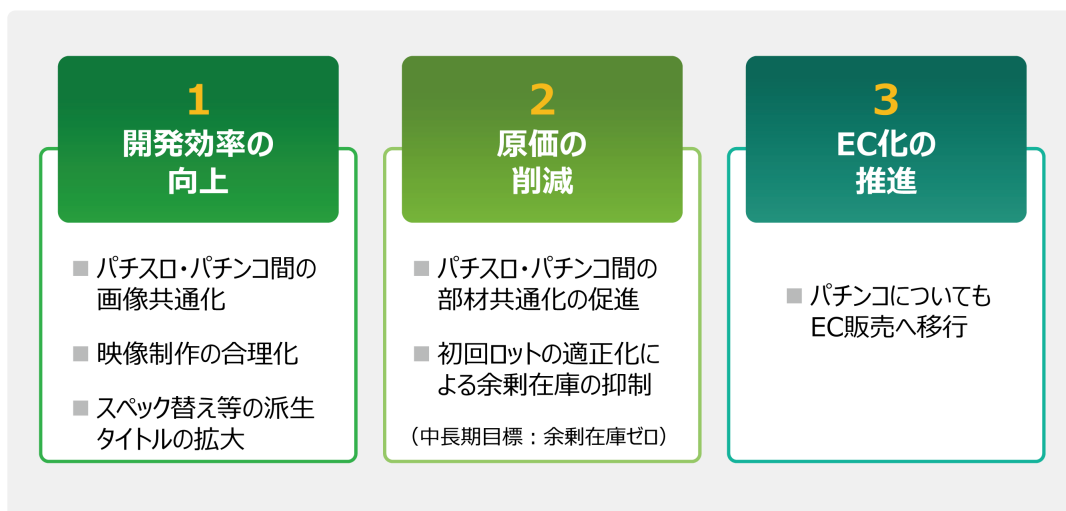 1
開発効率の
向上
■ パチスロ・パチンコ間の
画像共通化
■ 映像制作の合理化
■ スペック替え等の派生
タイトルの拡大
2
原価の
削減
■ パチスロ・パチンコ間の
部材共通化の促進
■ 初回ロットの適正化に
よる余剰在庫の抑制
（中長期目標：余剰在庫ゼロ）
3
EC化の
推進
■ パチンコについても
EC販売へ移行